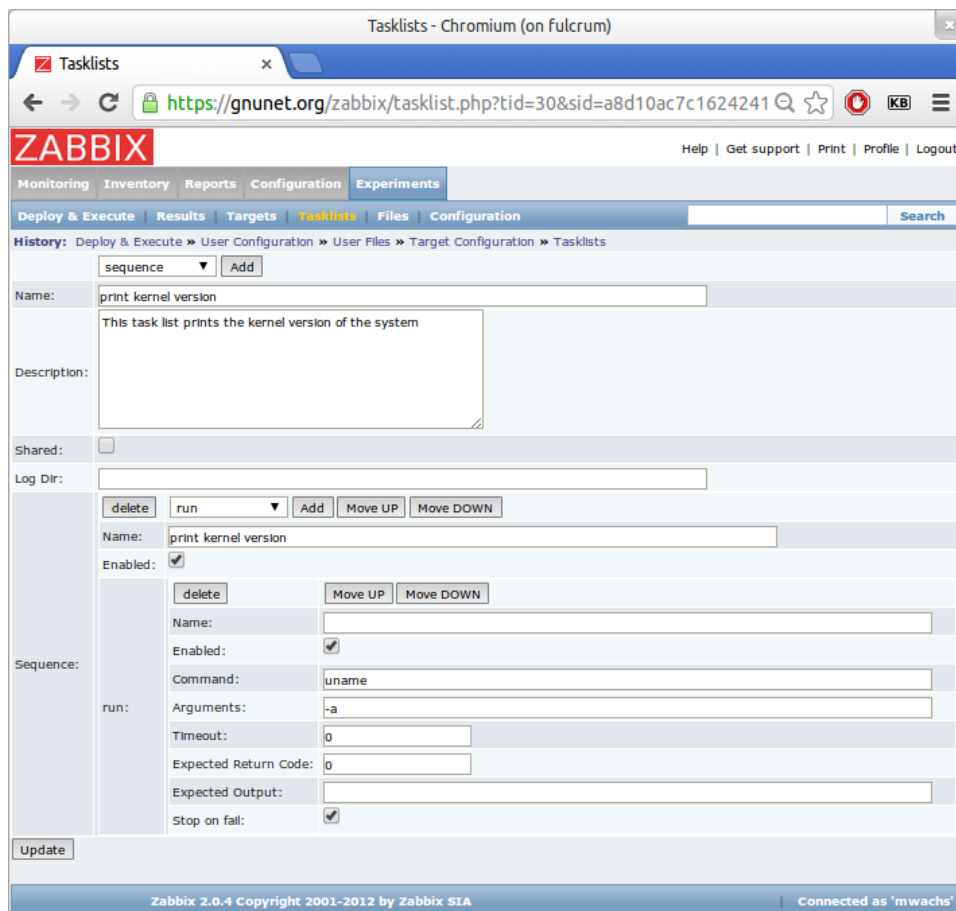 Tasklists - Chromium (on fulcrum)
Tasklists
https://gnunet.org/zabbix/tasklist.php?tid=30&sid=a8d10ac7c1624241
KB
ZABBIX
Help | Get support | Print | Profile | Logout
Monitoring Inventory Reports Configuration Experiments
Deploy & Execute | Results | Targets | Tasklists | Files | Configuration Search
History: Deploy & Execute » User Configuration » User Files » Target Configuration » Tasklists
sequence Add
Name: print kernel version
This task list prints the kernel version of the system
Description:
Shared:
Log Dir:
delete run Add Move UP Move DOWN
Name: print kernel version
Enabled:
delete Move UP Move DOWN
Name:
Enabled:
Sequence:
Command: uname
run: Arguments: -a
Timeout: 0
Expected Return Code: 0
Expected Output:
Stop on fail:
Update
Zabbix 2.0.4 Copyright 2001-2012 by Zabbix SIA | Connected as 'mwachs'